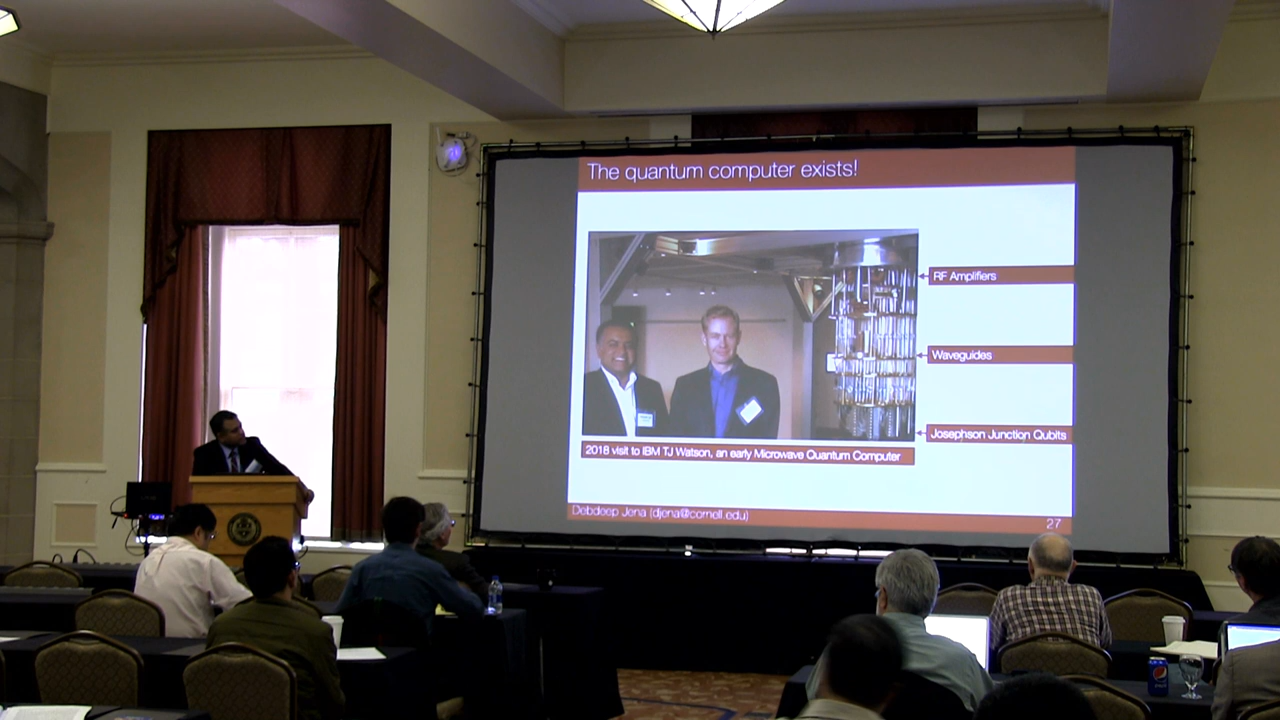 The quantum computer exists!
RF Amplifiers
Waveguides
Josephson Junction Qubits
2018 visit to IBM TJ Watson, an early Microwave Quantum Computer
Debdeep Jena (djena@cornell.edu)
27
pepsi